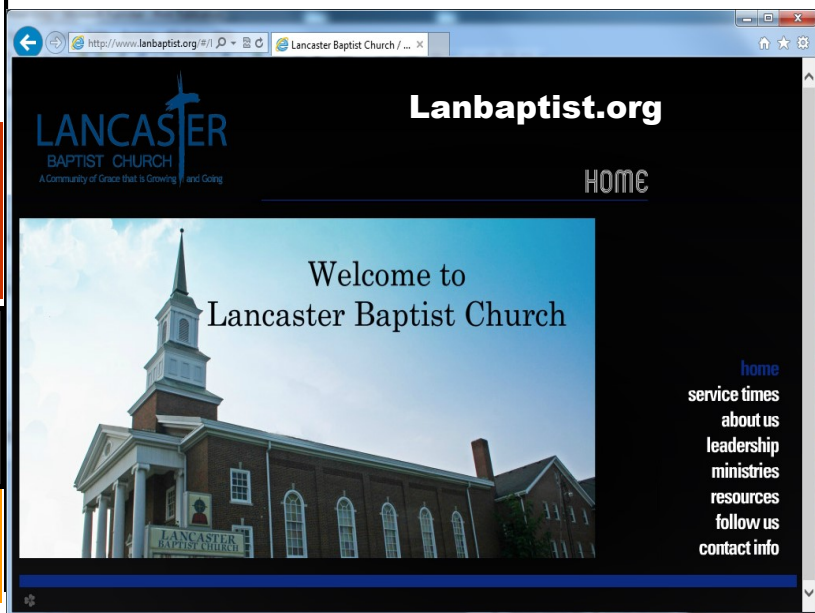 http://www.lanbaptist.org/#/l
Lancaster Baptist Church / ...
LANCASTER
BAPTIST CHURCH
A Community of Grace that is Growing and Going
Lanbaptist.org
HOME
Welcome to
Lancaster Baptist Church
LANCASTER
BAPTIST CHURCH
home
service times
about us
leadership
ministries
resources
follow us
contact info